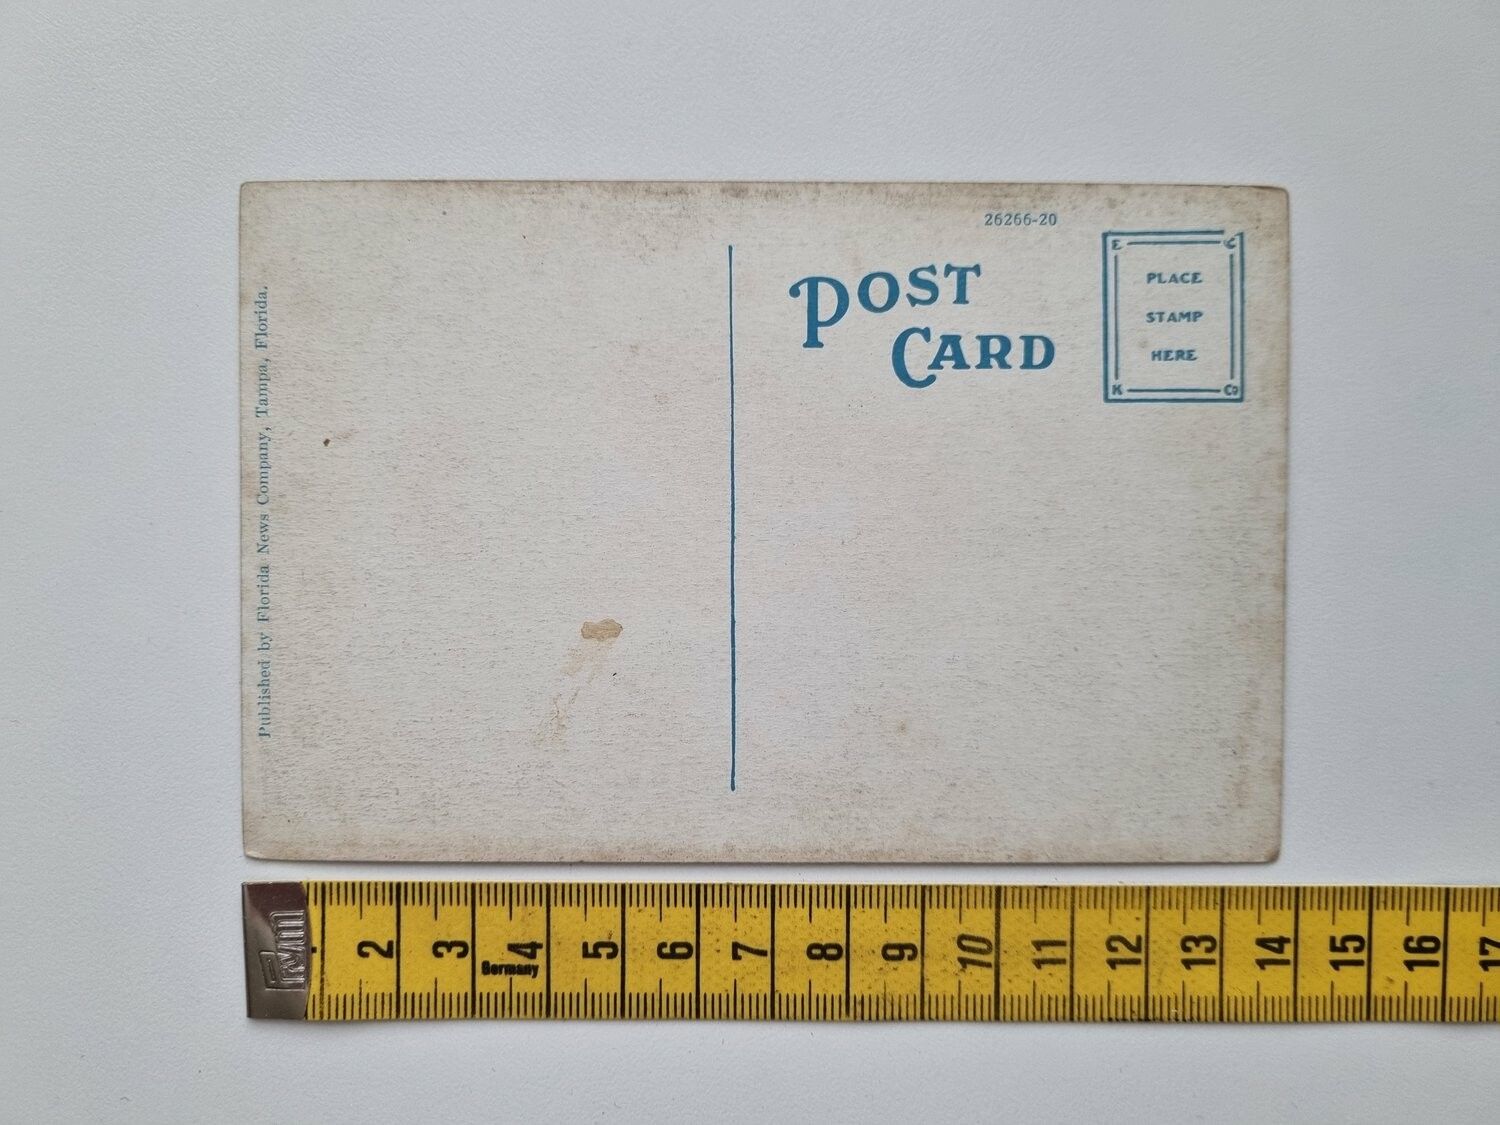 26266-20
POST
CARD
E C
PLACE
STAMP
HERE
K Co
Published by Florida News Company, Tampa, Florida.
Prym
2 3 4 5 6 7 8 9 10 11 12 13 14 15 16 17
Germany